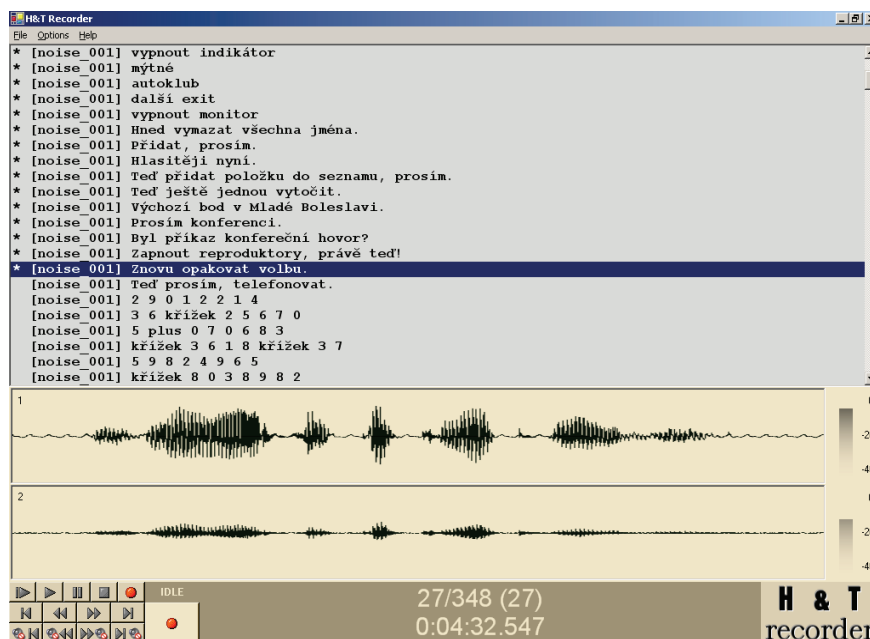 H&T Recorder
File Options Help
* [noise_001] vypnout indikátor
* [noise_001] mýtné
* [noise_001] autoklub
* [noise_001] další exit
* [noise_001] vypnout monitor
* [noise_001] Hned vymazat všechna jména.
* [noise_001] Přidat, prosím.
* [noise_001] Hlasitěji nyní.
* [noise_001] Teď přidat položku do seznamu, prosím.
* [noise_001] Teď ještě jednou vytočit.
* [noise_001] Výchozí bod v Mladé Boleslavi.
* [noise_001] Prosím konferenci.
* [noise_001] Byl příkaz konfereční hovor?
* [noise_001] Zapnout reproduktory, právě teď!
* [noise_001] Znovu opakovat volbu.
[noise_001] Teď prosím, telefonovat.
[noise_001] 2 9 0 1 2 2 1 4
[noise_001] 3 6 křížek 2 5 6 7 0
[noise_001] 5 plus 0 7 0 6 8 3
[noise_001] křížek 3 6 1 8 křížek 3 7
[noise_001] 5 9 8 2 4 9 6 5
[noise_001] křížek 8 0 3 8 9 8 2
1
2
IDLE
27/348 (27)
0:04:32.547
H & T
recorder